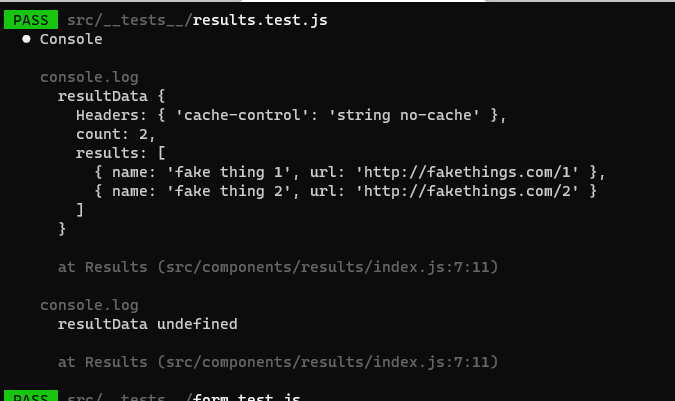 PASS src/__tests__/results.test.js
● Console
console.log
resultData {
Headers: { 'cache-control': 'string no-cache' },
count: 2,
results: [
{ name: 'fake thing 1', url: 'http://fakethings.com/1' },
{ name: 'fake thing 2', url: 'http://fakethings.com/2' }
]
}
at Results (src/components/results/index.js:7:11)
console.log
resultData undefined
at Results (src/components/results/index.js:7:11)
PASS src/__tests__/form.test.js